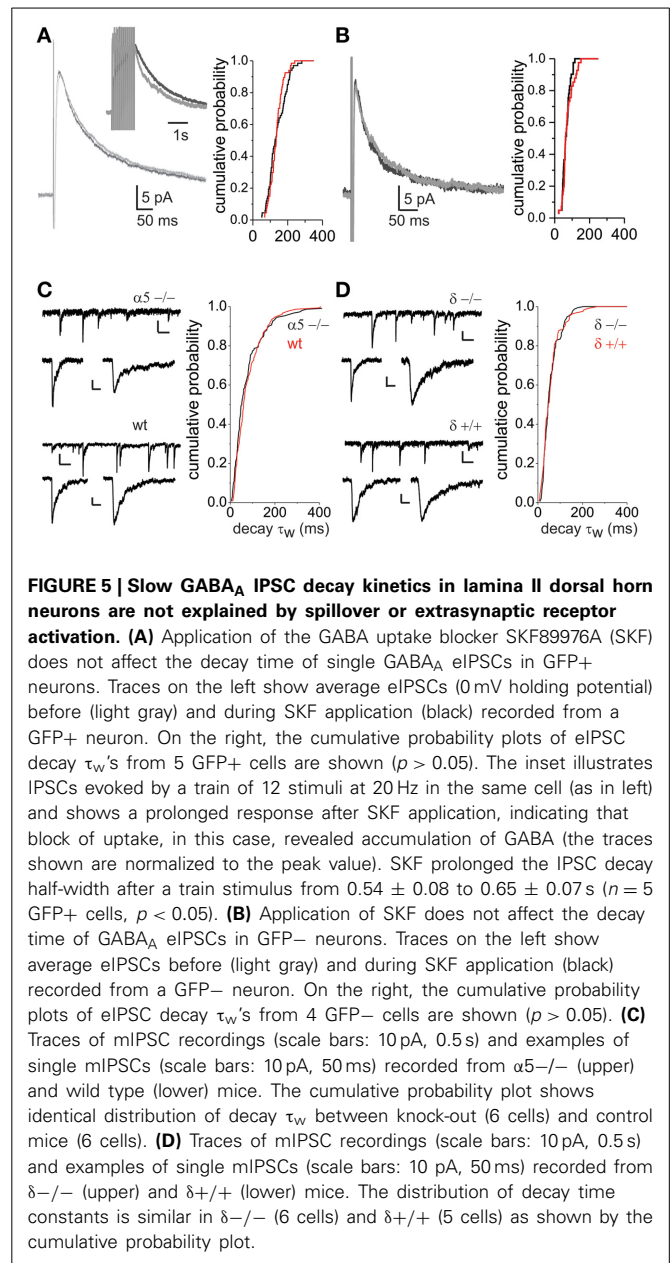 A
B
1s
5 pA
50 ms
cumulative probability
1.0
0.8
0.6
0.4
0.2
0.0
0 200 400
5 pA
50 ms
cumulative probability
1.0
0.8
0.6
0.4
0.2
0.0
0 200 400
ms
C
α5 −/−
wt
cumulative probability
1.0
0.8
0.6
0.4
0.2
0.0
α5 −/−
wt
0 200 400
decay τW (ms)
D
δ −/−
δ +/+
cumulative probability
1.0
0.8
0.6
0.4
0.2
0.0
δ −/−
δ +/+
0 200 400
decay τW (ms)
FIGURE 5 | Slow GABAA IPSC decay kinetics in lamina II dorsal horn
neurons are not explained by spillover or extrasynaptic receptor
activation. (A) Application of the GABA uptake blocker SKF89976A (SKF)
does not affect the decay time of single GABAA eIPSCs in GFP+
neurons. Traces on the left show average eIPSCs (0 mV holding potential)
before (light gray) and during SKF application (black) recorded from a
GFP+ neuron. On the right, the cumulative probability plots of eIPSC
decay τw's from 5 GFP+ cells are shown (p > 0.05). The inset illustrates
IPSCs evoked by a train of 12 stimuli at 20 Hz in the same cell (as in left)
and shows a prolonged response after SKF application, indicating that
block of uptake, in this case, revealed accumulation of GABA (the traces
shown are normalized to the peak value). SKF prolonged the IPSC decay
half-width after a train stimulus from 0.54 ± 0.08 to 0.65 ± 0.07 s (n = 5
GFP+ cells, p < 0.05). (B) Application of SKF does not affect the decay
time of GABAA eIPSCs in GFP− neurons. Traces on the left show
average eIPSCs before (light gray) and during SKF application (black)
recorded from a GFP− neuron. On the right, the cumulative probability
plots of eIPSC decay τw's from 4 GFP− cells are shown (p > 0.05). (C)
Traces of mIPSC recordings (scale bars: 10 pA, 0.5 s) and examples of
single mIPSCs (scale bars: 10 pA, 50 ms) recorded from α5−/− (upper)
and wild type (lower) mice. The cumulative probability plot shows
identical distribution of decay τw between knock-out (6 cells) and control
mice (6 cells). (D) Traces of mIPSC recordings (scale bars: 10 pA, 0.5 s)
and examples of single mIPSCs (scale bars: 10 pA, 50 ms) recorded from
δ−/− (upper) and δ+/+ (lower) mice. The distribution of decay time
constants is similar in δ−/− (6 cells) and δ+/+ (5 cells) as shown by the
cumulative probability plot.